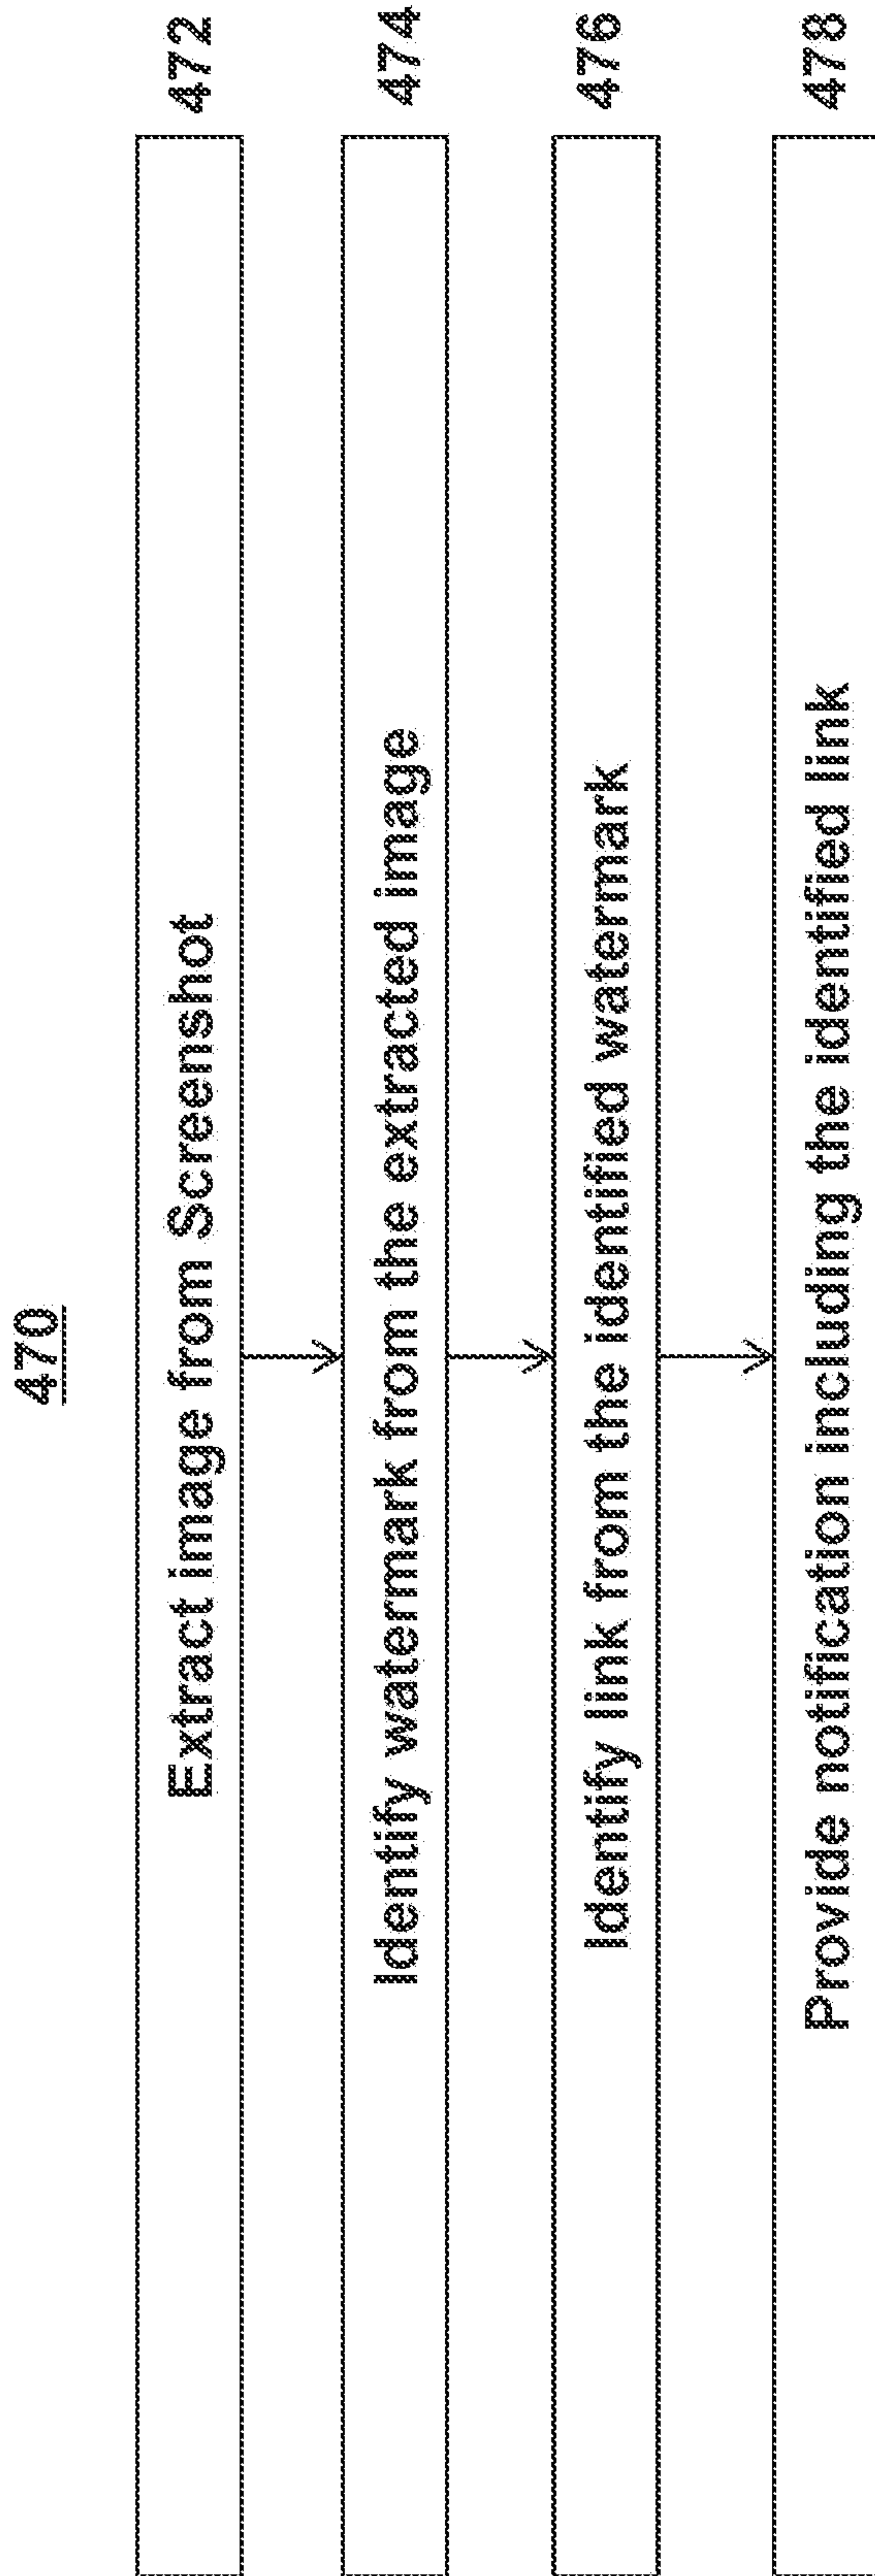 470
Extract image from Screenshot 472
Identify watermark from the extracted image 474
Identify link from the identified watermark 476
Provide notification including the identified link 478